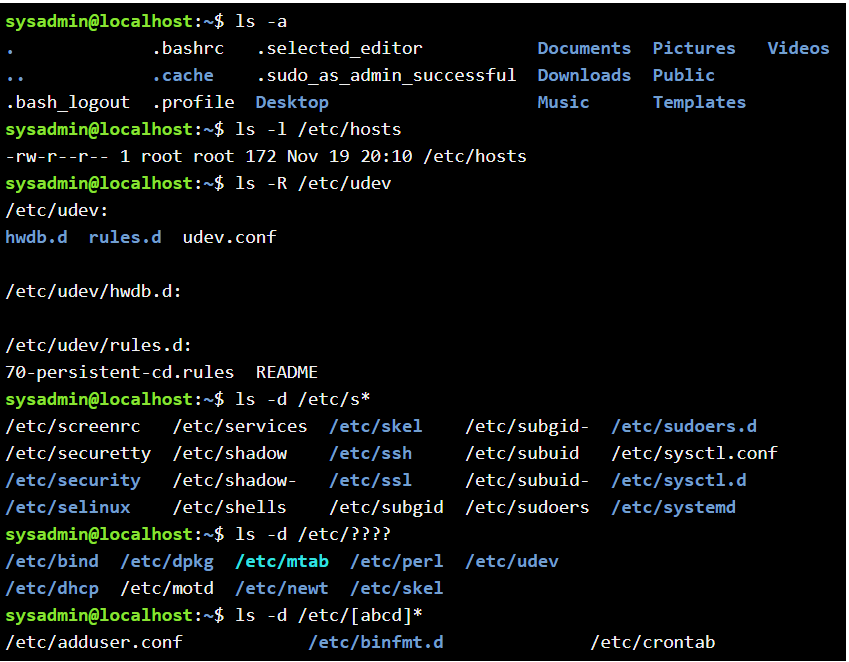 sysadmin@localhost:~$ ls -a
.              .bashrc   .selected_editor           Documents  Pictures   Videos
..             .cache    .sudo_as_admin_successful  Downloads  Public
.bash_logout  .profile  Desktop                    Music      Templates
sysadmin@localhost:~$ ls -l /etc/hosts
-rw-r--r-- 1 root root 172 Nov 19 20:10 /etc/hosts
sysadmin@localhost:~$ ls -R /etc/udev
/etc/udev:
hwdb.d  rules.d  udev.conf
/etc/udev/hwdb.d:
/etc/udev/rules.d:
70-persistent-cd.rules  README
sysadmin@localhost:~$ ls -d /etc/s*
/etc/screenrc   /etc/services  /etc/skel    /etc/subgid-  /etc/sudoers.d
/etc/securetty  /etc/shadow    /etc/ssh     /etc/subuid   /etc/sysctl.conf
/etc/security   /etc/shadow-   /etc/ssl     /etc/subuid-  /etc/sysctl.d
/etc/selinux    /etc/shells    /etc/subgid  /etc/sudoers  /etc/systemd
sysadmin@localhost:~$ ls -d /etc/????
/etc/bind  /etc/dpkg  /etc/mtab  /etc/perl  /etc/udev
/etc/dhcp  /etc/motd  /etc/newt  /etc/skel
sysadmin@localhost:~$ ls -d /etc/[abcd]*
/etc/adduser.conf            /etc/binfmt.d              /etc/crontab